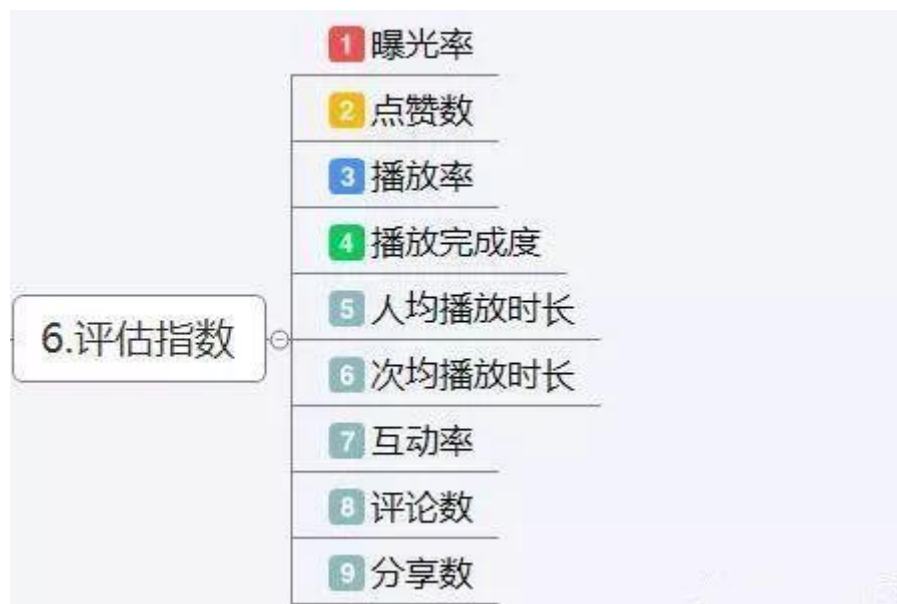 1 曝光率
2 点赞数
3 播放率
4 播放完成度
5 人均播放时长
6.评估指数
6 次均播放时长
7 互动率
8 评论数
9 分享数